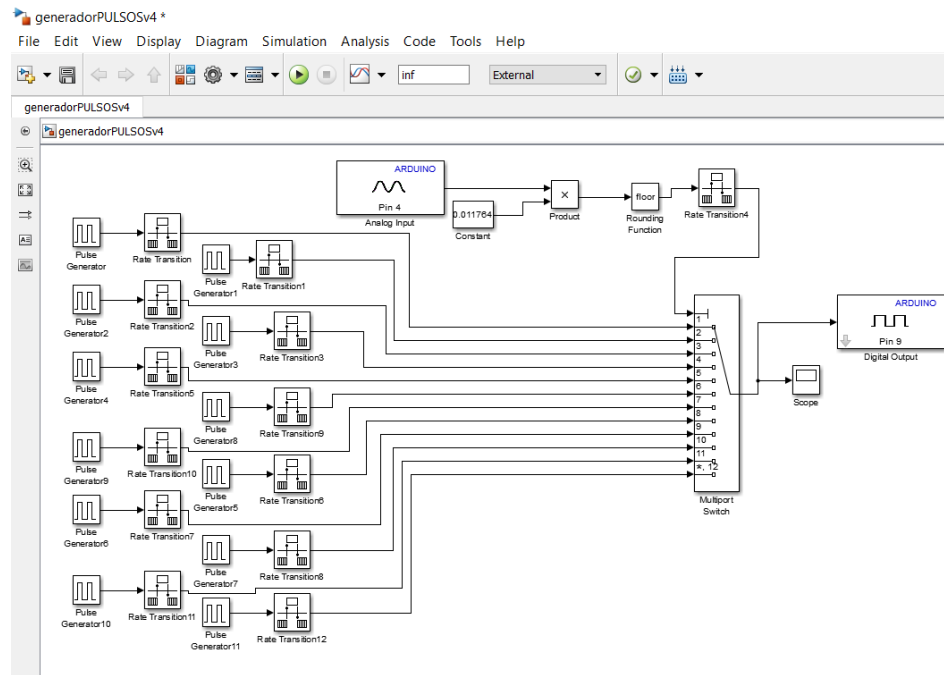 generadorPULSOSv4 *
File Edit View Display Diagram Simulation Analysis Code Tools Help
inf
External
generadorPULSOSv4
generadorPULSOSv4
ARDUINO
Pin 4
Analog Input
0.011764
Constant
×
Product
floor
Rounding
Function
Rate Transition4
Pulse
Generator
Rate Transition
Pulse
Generator1
Rate Transition1
Pulse
Generator2
Rate Transition2
Pulse
Generator3
Rate Transition3
Pulse
Generator4
Rate Transition5
Pulse
Generator8
Rate Transition9
Pulse
Generator9
Rate Transition10
Pulse
Generator5
Rate Transition6
Pulse
Generator6
Rate Transition7
Pulse
Generator7
Rate Transition8
Pulse
Generator10
Rate Transition11
Pulse
Generator11
Rate Transition12
1
2
3
4
5
6
7
8
9
10
11
*, 12
Multiport
Switch
ARDUINO
Pin 9
Digital Output
Scope